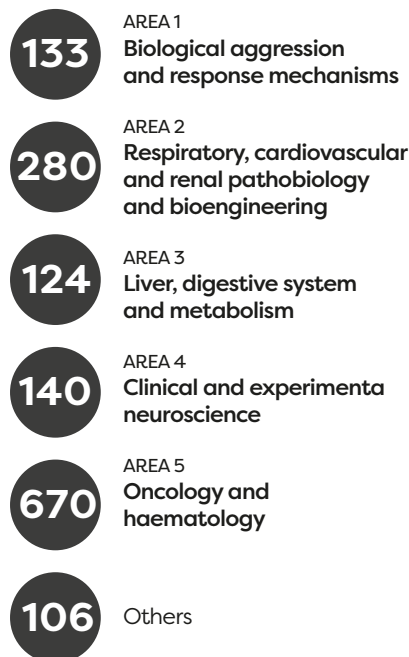 133
AREA 1
Biological aggression
and response mechanisms
280
AREA 2
Respiratory, cardiovascular
and renal pathobiology
and bioengineering
124
AREA 3
Liver, digestive system
and metabolism
140
AREA 4
Clinical and experimenta
neuroscience
670
AREA 5
Oncology and
haematology
106
Others